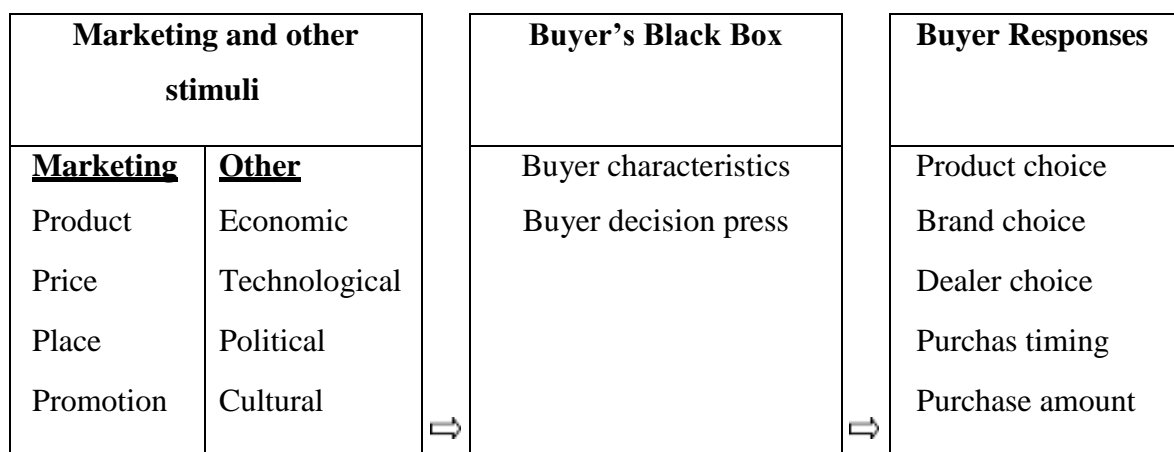 Marketing and other
stimuli
Buyer's Black Box
Buyer Responses
Marketing
Product
Price
Place
Promotion
Other
Economic
Technological
Political
Cultural
Buyer characteristics
Buyer decision press
Product choice
Brand choice
Dealer choice
Purchas timing
Purchase amount